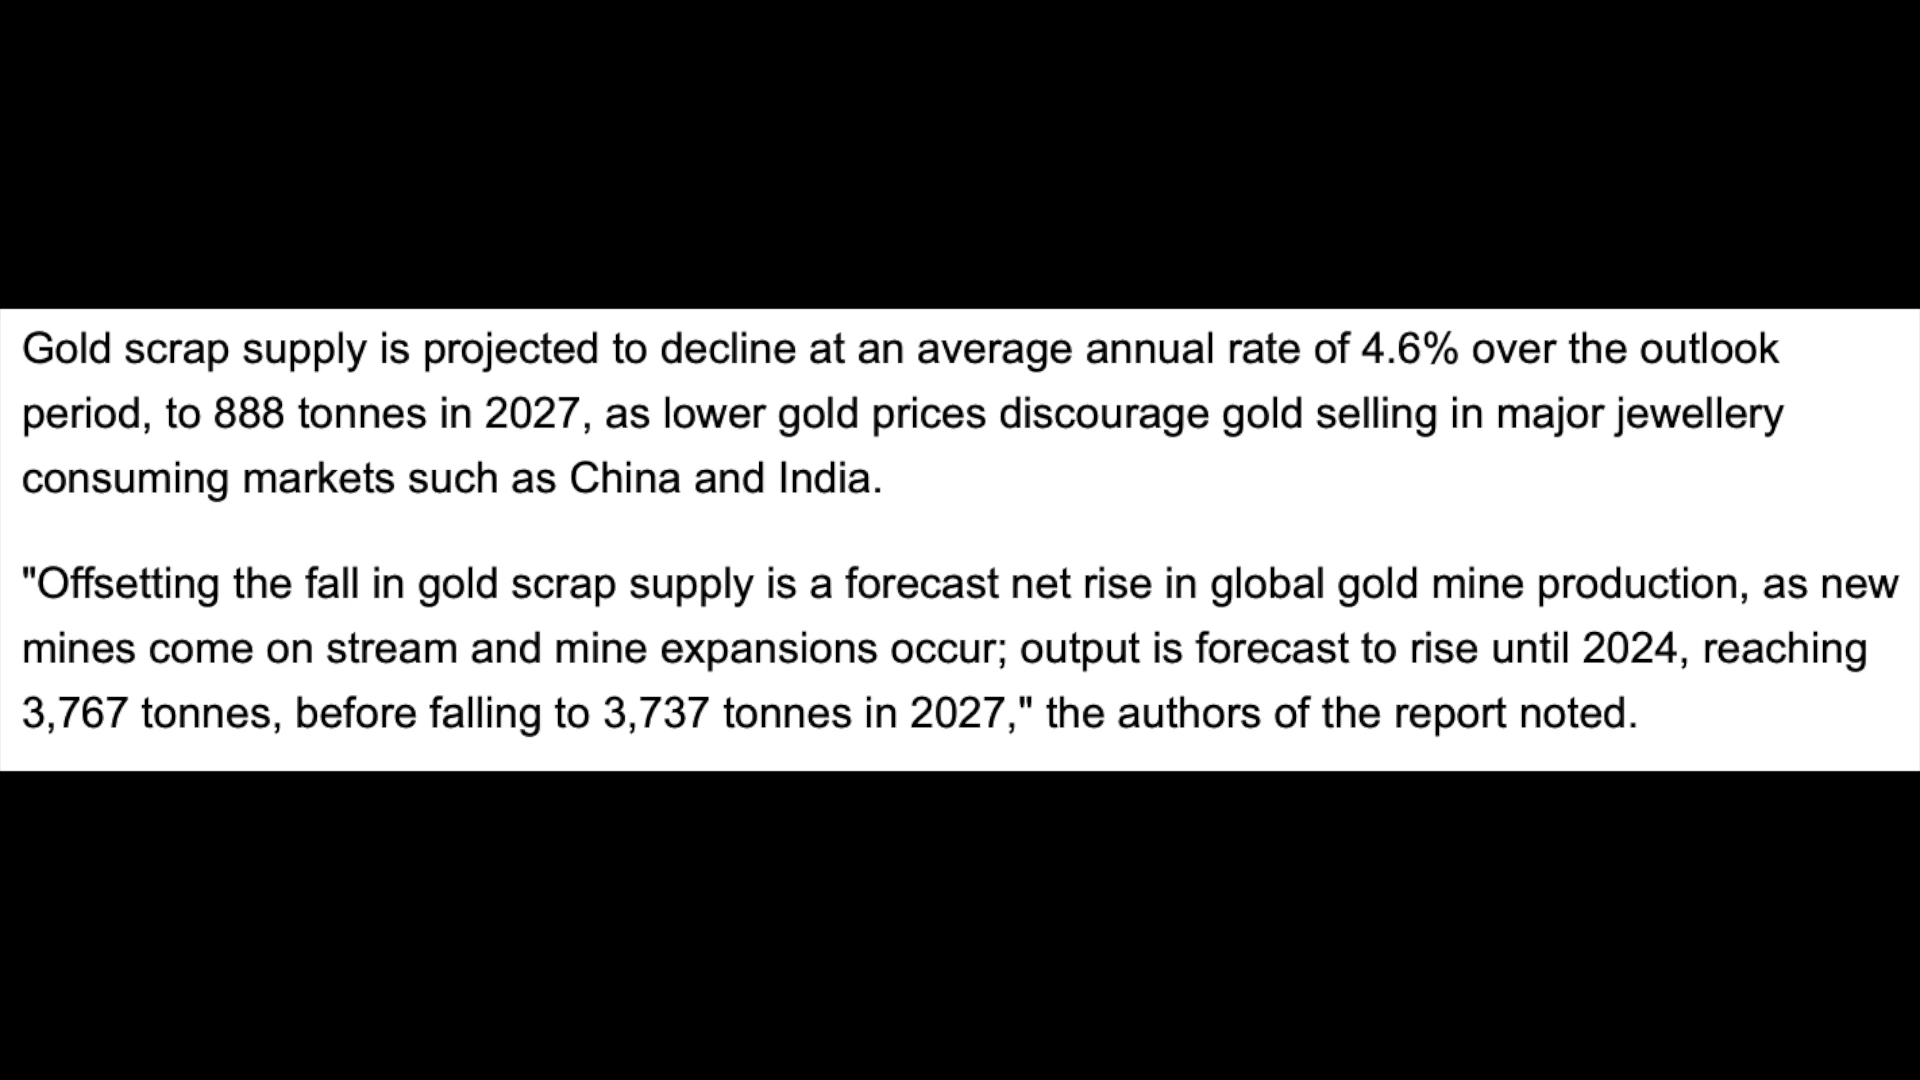 Gold scrap supply is projected to decline at an average annual rate of 4.6% over the outlook
period, to 888 tonnes in 2027, as lower gold prices discourage gold selling in major jewellery
consuming markets such as China and India.
"Offsetting the fall in gold scrap supply is a forecast net rise in global gold mine production, as new
mines come on stream and mine expansions occur; output is forecast to rise until 2024, reaching
3,767 tonnes, before falling to 3,737 tonnes in 2027," the authors of the report noted.